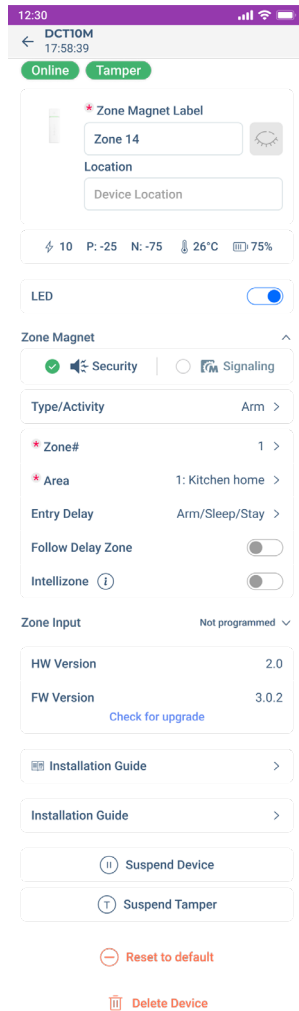 12:30
DCT10M
17:58:39
Online Tamper
* Zone Magnet Label
Zone 14
Location
Device Location
10 P: -25 N: -75 26°C 75%
LED
Zone Magnet
Security Signaling
Type/Activity Arm >
* Zone# 1 >
* Area 1: Kitchen home >
Entry Delay Arm/Sleep/Stay >
Follow Delay Zone
Intellizone i
Zone Input Not programmed
HW Version 2.0
FW Version 3.0.2
Check for upgrade
Installation Guide >
Installation Guide >
Suspend Device
T Suspend Tamper
Reset to default
Delete Device